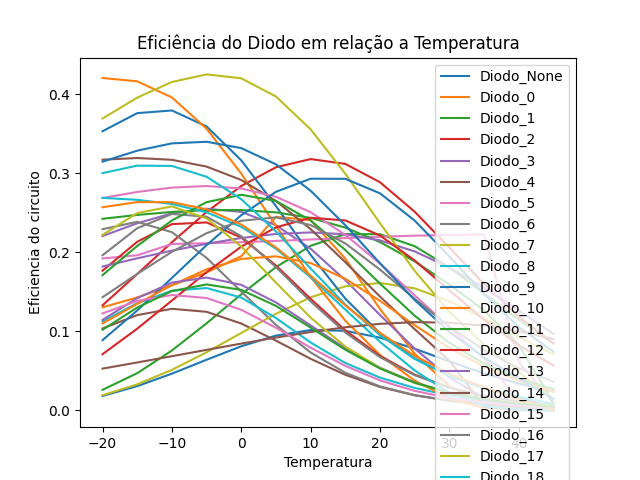 Eficiência do Diodo em relação a Temperatura
Eficiencia do circuito
0.4
0.3
0.2
0.1
0.0
−20
−10
0
10
20
30
40
Temperatura
Diodo_None
Diodo_0
Diodo_1
Diodo_2
Diodo_3
Diodo_4
Diodo_5
Diodo_6
Diodo_7
Diodo_8
Diodo_9
Diodo_10
Diodo_11
Diodo_12
Diodo_13
Diodo_14
Diodo_15
Diodo_16
Diodo_17
Diodo_18